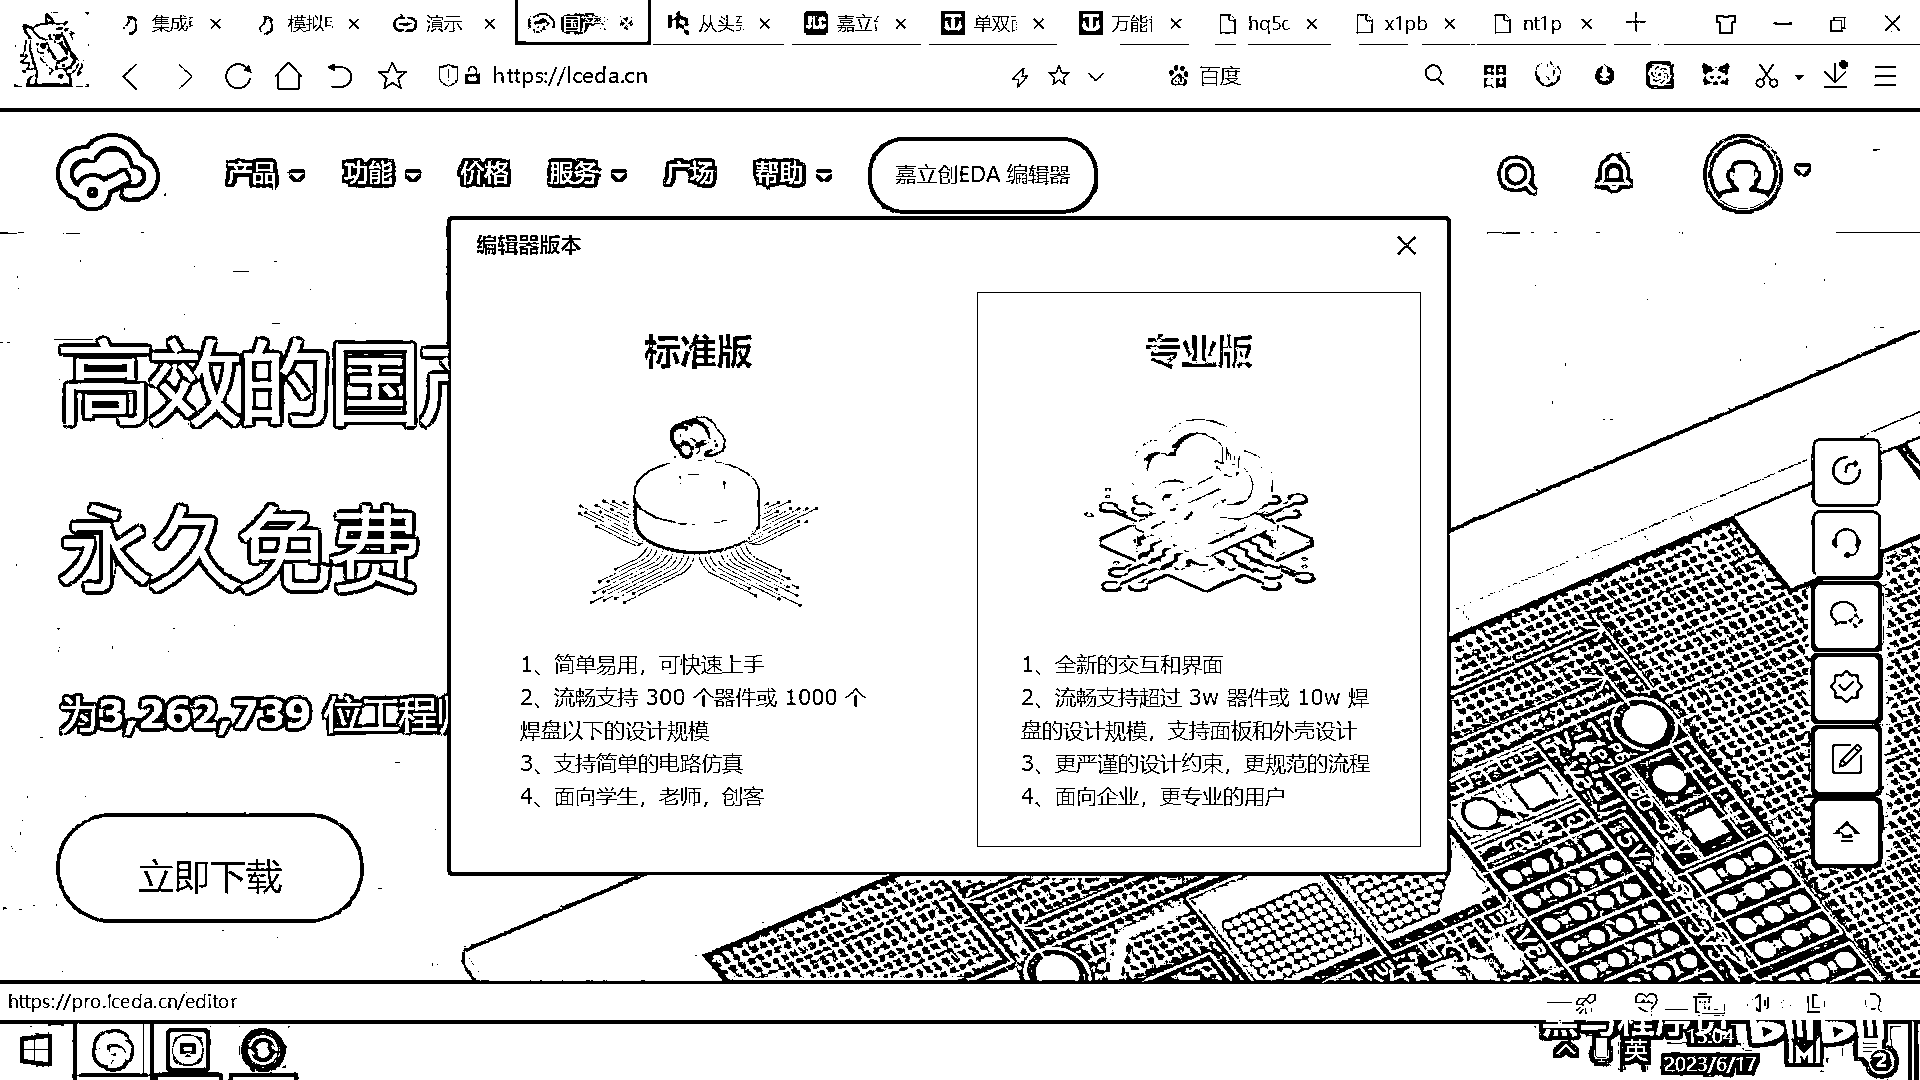 集成 模拟 演示 国产 从头 嘉立 单双 万能 hq5c x1pb nt1p
https://lceda.cn
百度
产品 功能 价格 服务 广场 帮助 嘉立创EDA 编辑器
编辑器版本
高效的国产
永久免费
为3,262,739 位工程师
立即下载
标准版
1、简单易用，可快速上手
2、流畅支持 300 个器件或 1000 个
焊盘以下的设计规模
3、支持简单的电路仿真
4、面向学生，老师，创客
专业版
1、全新的交互和界面
2、流畅支持超过 3w 器件或 10w 焊
盘的设计规模，支持面板和外壳设计
3、更严谨的设计约束，更规范的流程
4、面向企业，更专业的用户
https://pro.lceda.cn/editor
英
15:04
2023/6/17
2